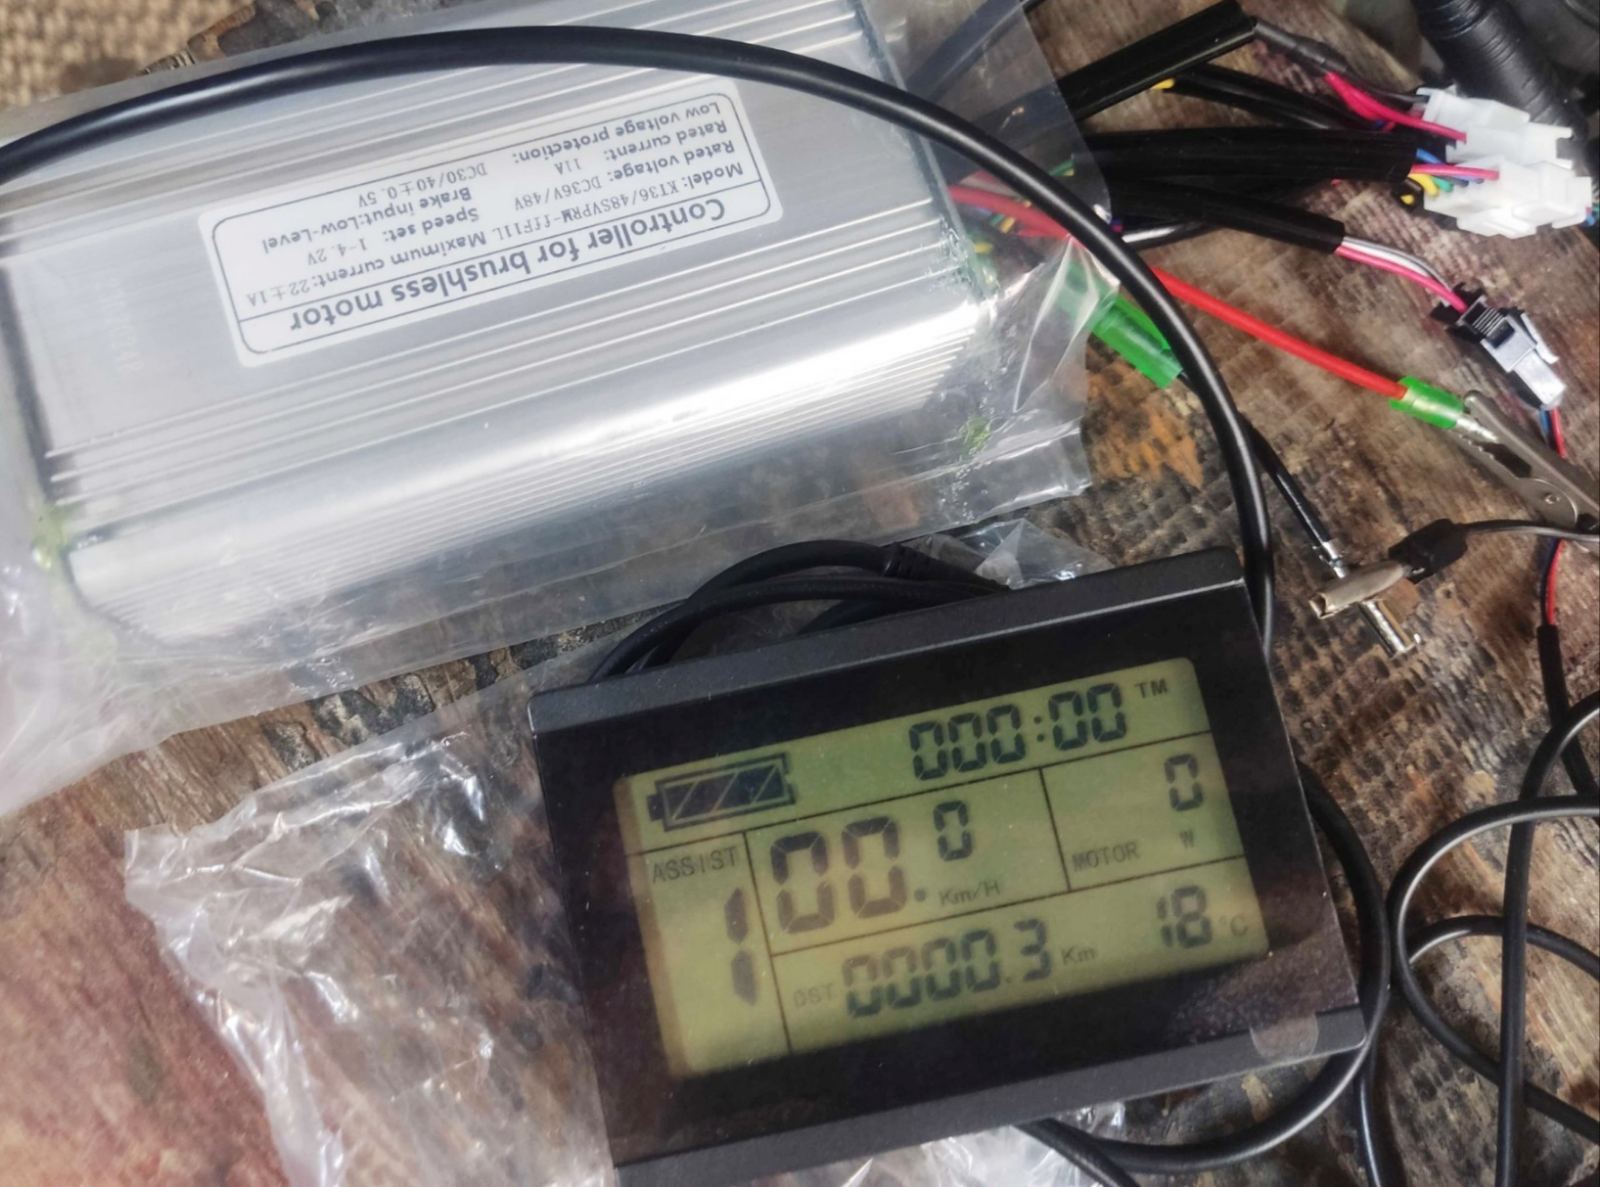 Controller for brushless motor
Model: KT36/48SVPRM-ffF11L Maximum current:22±1A
Rated voltage: DC36V/48V Speed set: 1-4.2V
Rated current: 11A Brake input:Low-Level
Low voltage protection: DC30/40±0.5V
000:00 TM
ASSIST
1
00.0 Km/H
MOTOR 0 W
DST 0000.3 Km
18 °C